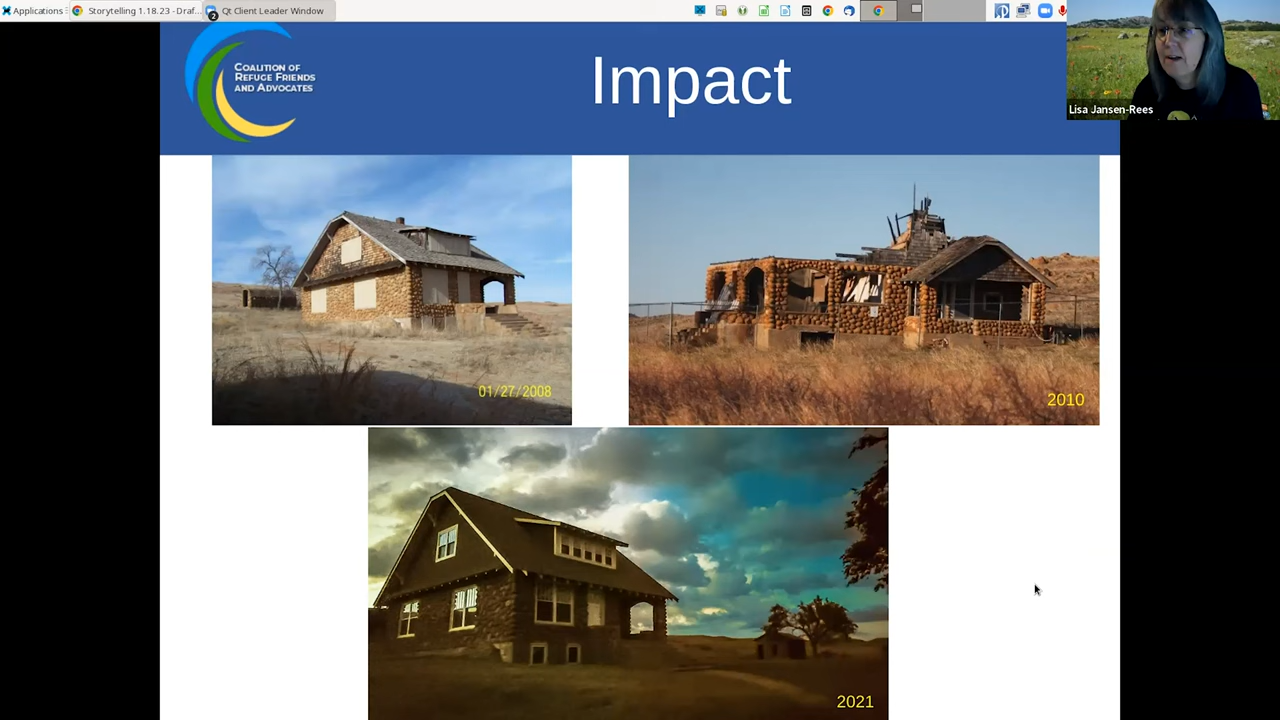 Applications
Storytelling 1.18.23 - Draf...
2
Qt Client Leader Window
Lisa Jansen-Rees
COALITION OF
REFUGE FRIENDS
AND ADVOCATES
Impact
01/27/2008
2010
2021